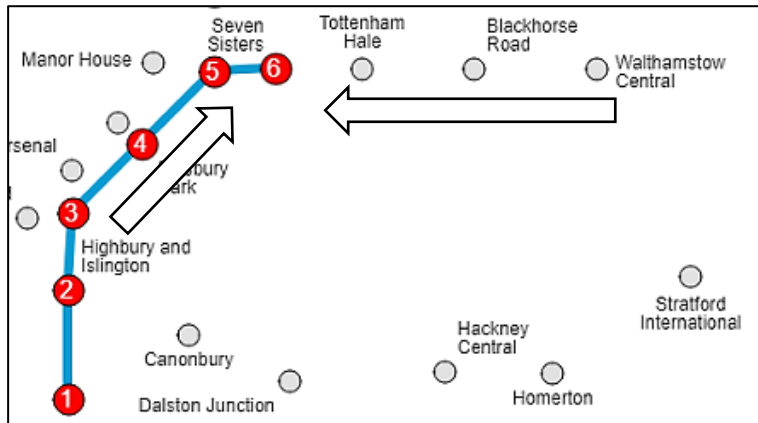 Seven
Sisters
Tottenham
Hale
Blackhorse
Road
Walthamstow
Central
Manor House
5
6
4
3
Highbury and
Islington
2
1
Canonbury
Dalston Junction
Hackney
Central
Homerton
Stratford
International